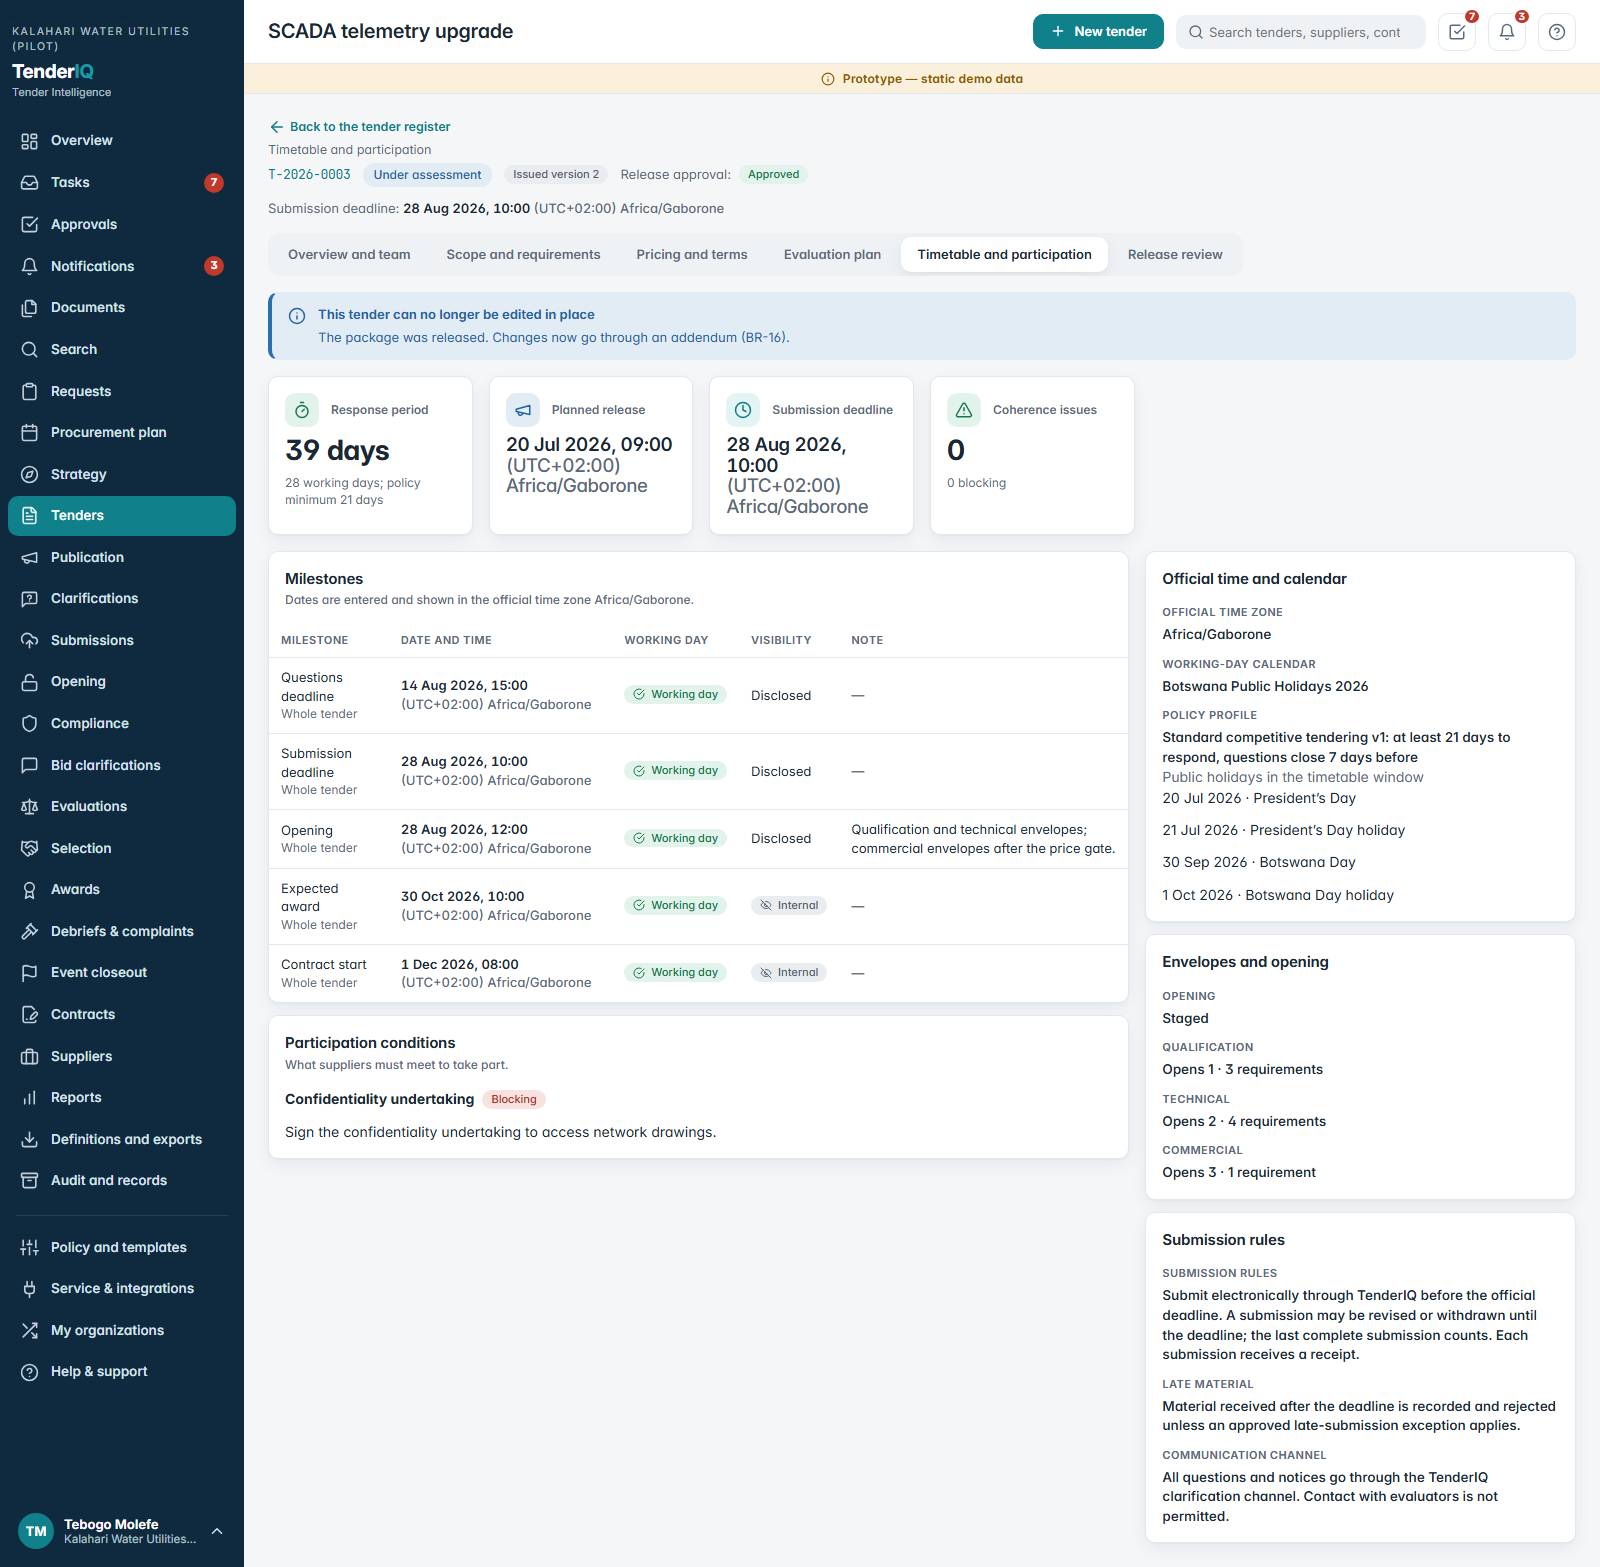 KALAHARI WATER UTILITIES
(PILOT)
TenderIQ
Tender Intelligence
Overview
Tasks 7
Approvals
Notifications 3
Documents
Search
Requests
Procurement plan
Strategy
Tenders
Publication
Clarifications
Submissions
Opening
Compliance
Bid clarifications
Evaluations
Selection
Awards
Debriefs & complaints
Event closeout
Contracts
Suppliers
Reports
Definitions and exports
Audit and records
Policy and templates
Service & integrations
My organizations
Help & support
TM
Tebogo Molefe
Kalahari Water Utilities...
SCADA telemetry upgrade
New tender
Search tenders, suppliers, cont
7
3
Prototype — static demo data
Back to the tender register
Timetable and participation
T-2026-0003 Under assessment Issued version 2 Release approval: Approved
Submission deadline: 28 Aug 2026, 10:00 (UTC+02:00) Africa/Gaborone
Overview and team Scope and requirements Pricing and terms Evaluation plan Timetable and participation Release review
This tender can no longer be edited in place
The package was released. Changes now go through an addendum (BR-16).
Response period
39 days
28 working days; policy
minimum 21 days
Planned release
20 Jul 2026, 09:00
(UTC+02:00)
Africa/Gaborone
Submission deadline
28 Aug 2026,
10:00
(UTC+02:00)
Africa/Gaborone
Coherence issues
0
0 blocking
Milestones
Dates are entered and shown in the official time zone Africa/Gaborone.
MILESTONE DATE AND TIME WORKING DAY VISIBILITY NOTE
Questions
deadline
Whole tender
14 Aug 2026, 15:00
(UTC+02:00) Africa/Gaborone
Working day
Disclosed
—
Submission
deadline
Whole tender
28 Aug 2026, 10:00
(UTC+02:00) Africa/Gaborone
Working day
Disclosed
—
Opening
Whole tender
28 Aug 2026, 12:00
(UTC+02:00) Africa/Gaborone
Working day
Disclosed
Qualification and technical envelopes;
commercial envelopes after the price gate.
Expected
award
Whole tender
30 Oct 2026, 10:00
(UTC+02:00) Africa/Gaborone
Working day
Internal
—
Contract start
Whole tender
1 Dec 2026, 08:00
(UTC+02:00) Africa/Gaborone
Working day
Internal
—
Participation conditions
What suppliers must meet to take part.
Confidentiality undertaking Blocking
Sign the confidentiality undertaking to access network drawings.
Official time and calendar
OFFICIAL TIME ZONE
Africa/Gaborone
WORKING-DAY CALENDAR
Botswana Public Holidays 2026
POLICY PROFILE
Standard competitive tendering v1: at least 21 days to
respond, questions close 7 days before
Public holidays in the timetable window
20 Jul 2026 · President's Day
21 Jul 2026 · President's Day holiday
30 Sep 2026 · Botswana Day
1 Oct 2026 · Botswana Day holiday
Envelopes and opening
OPENING
Staged
QUALIFICATION
Opens 1 · 3 requirements
TECHNICAL
Opens 2 · 4 requirements
COMMERCIAL
Opens 3 · 1 requirement
Submission rules
SUBMISSION RULES
Submit electronically through TenderIQ before the official
deadline. A submission may be revised or withdrawn until
the deadline; the last complete submission counts. Each
submission receives a receipt.
LATE MATERIAL
Material received after the deadline is recorded and rejected
unless an approved late-submission exception applies.
COMMUNICATION CHANNEL
All questions and notices go through the TenderIQ
clarification channel. Contact with evaluators is not
permitted.